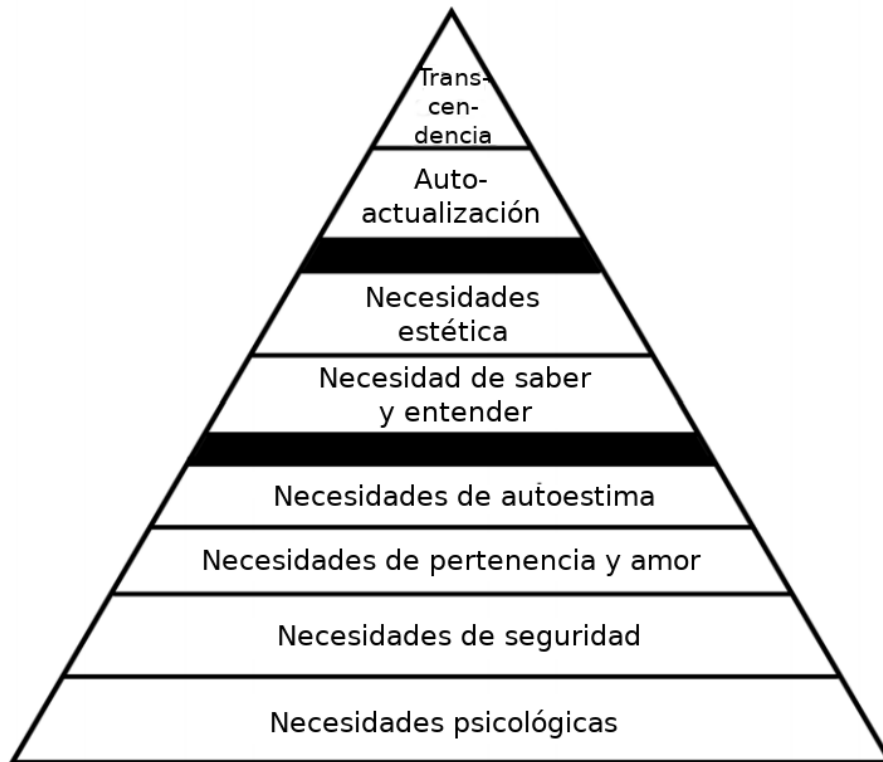 Trans-
cen-
dencia
Auto-
actualización
Necesidades
estética
Necesidad de saber
y entender
Necesidades de autoestima
Necesidades de pertenencia y amor
Necesidades de seguridad
Necesidades psicológicas